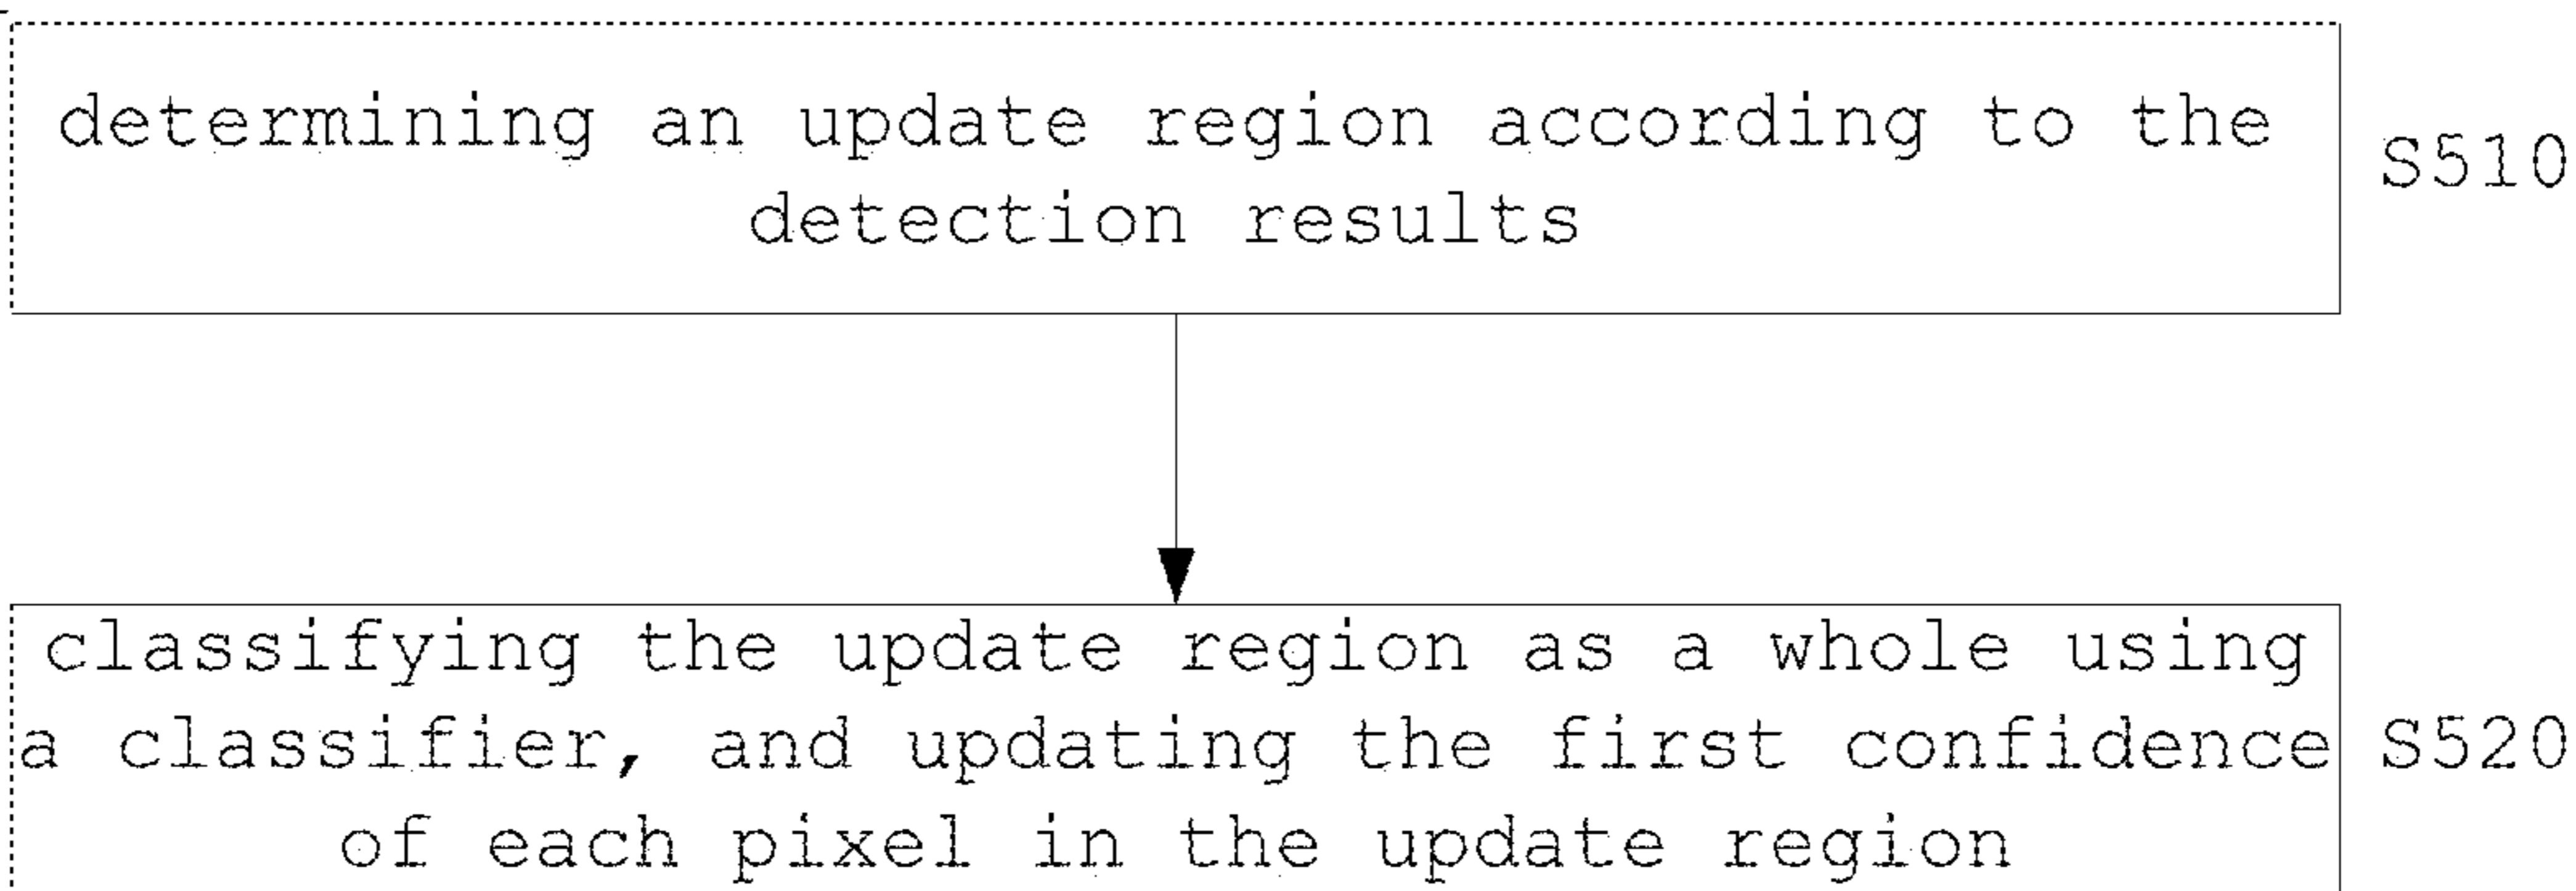 determining an update region according to the
detection results
S510
classifying the update region as a whole using
a classifier, and updating the first confidence
of each pixel in the update region
S520